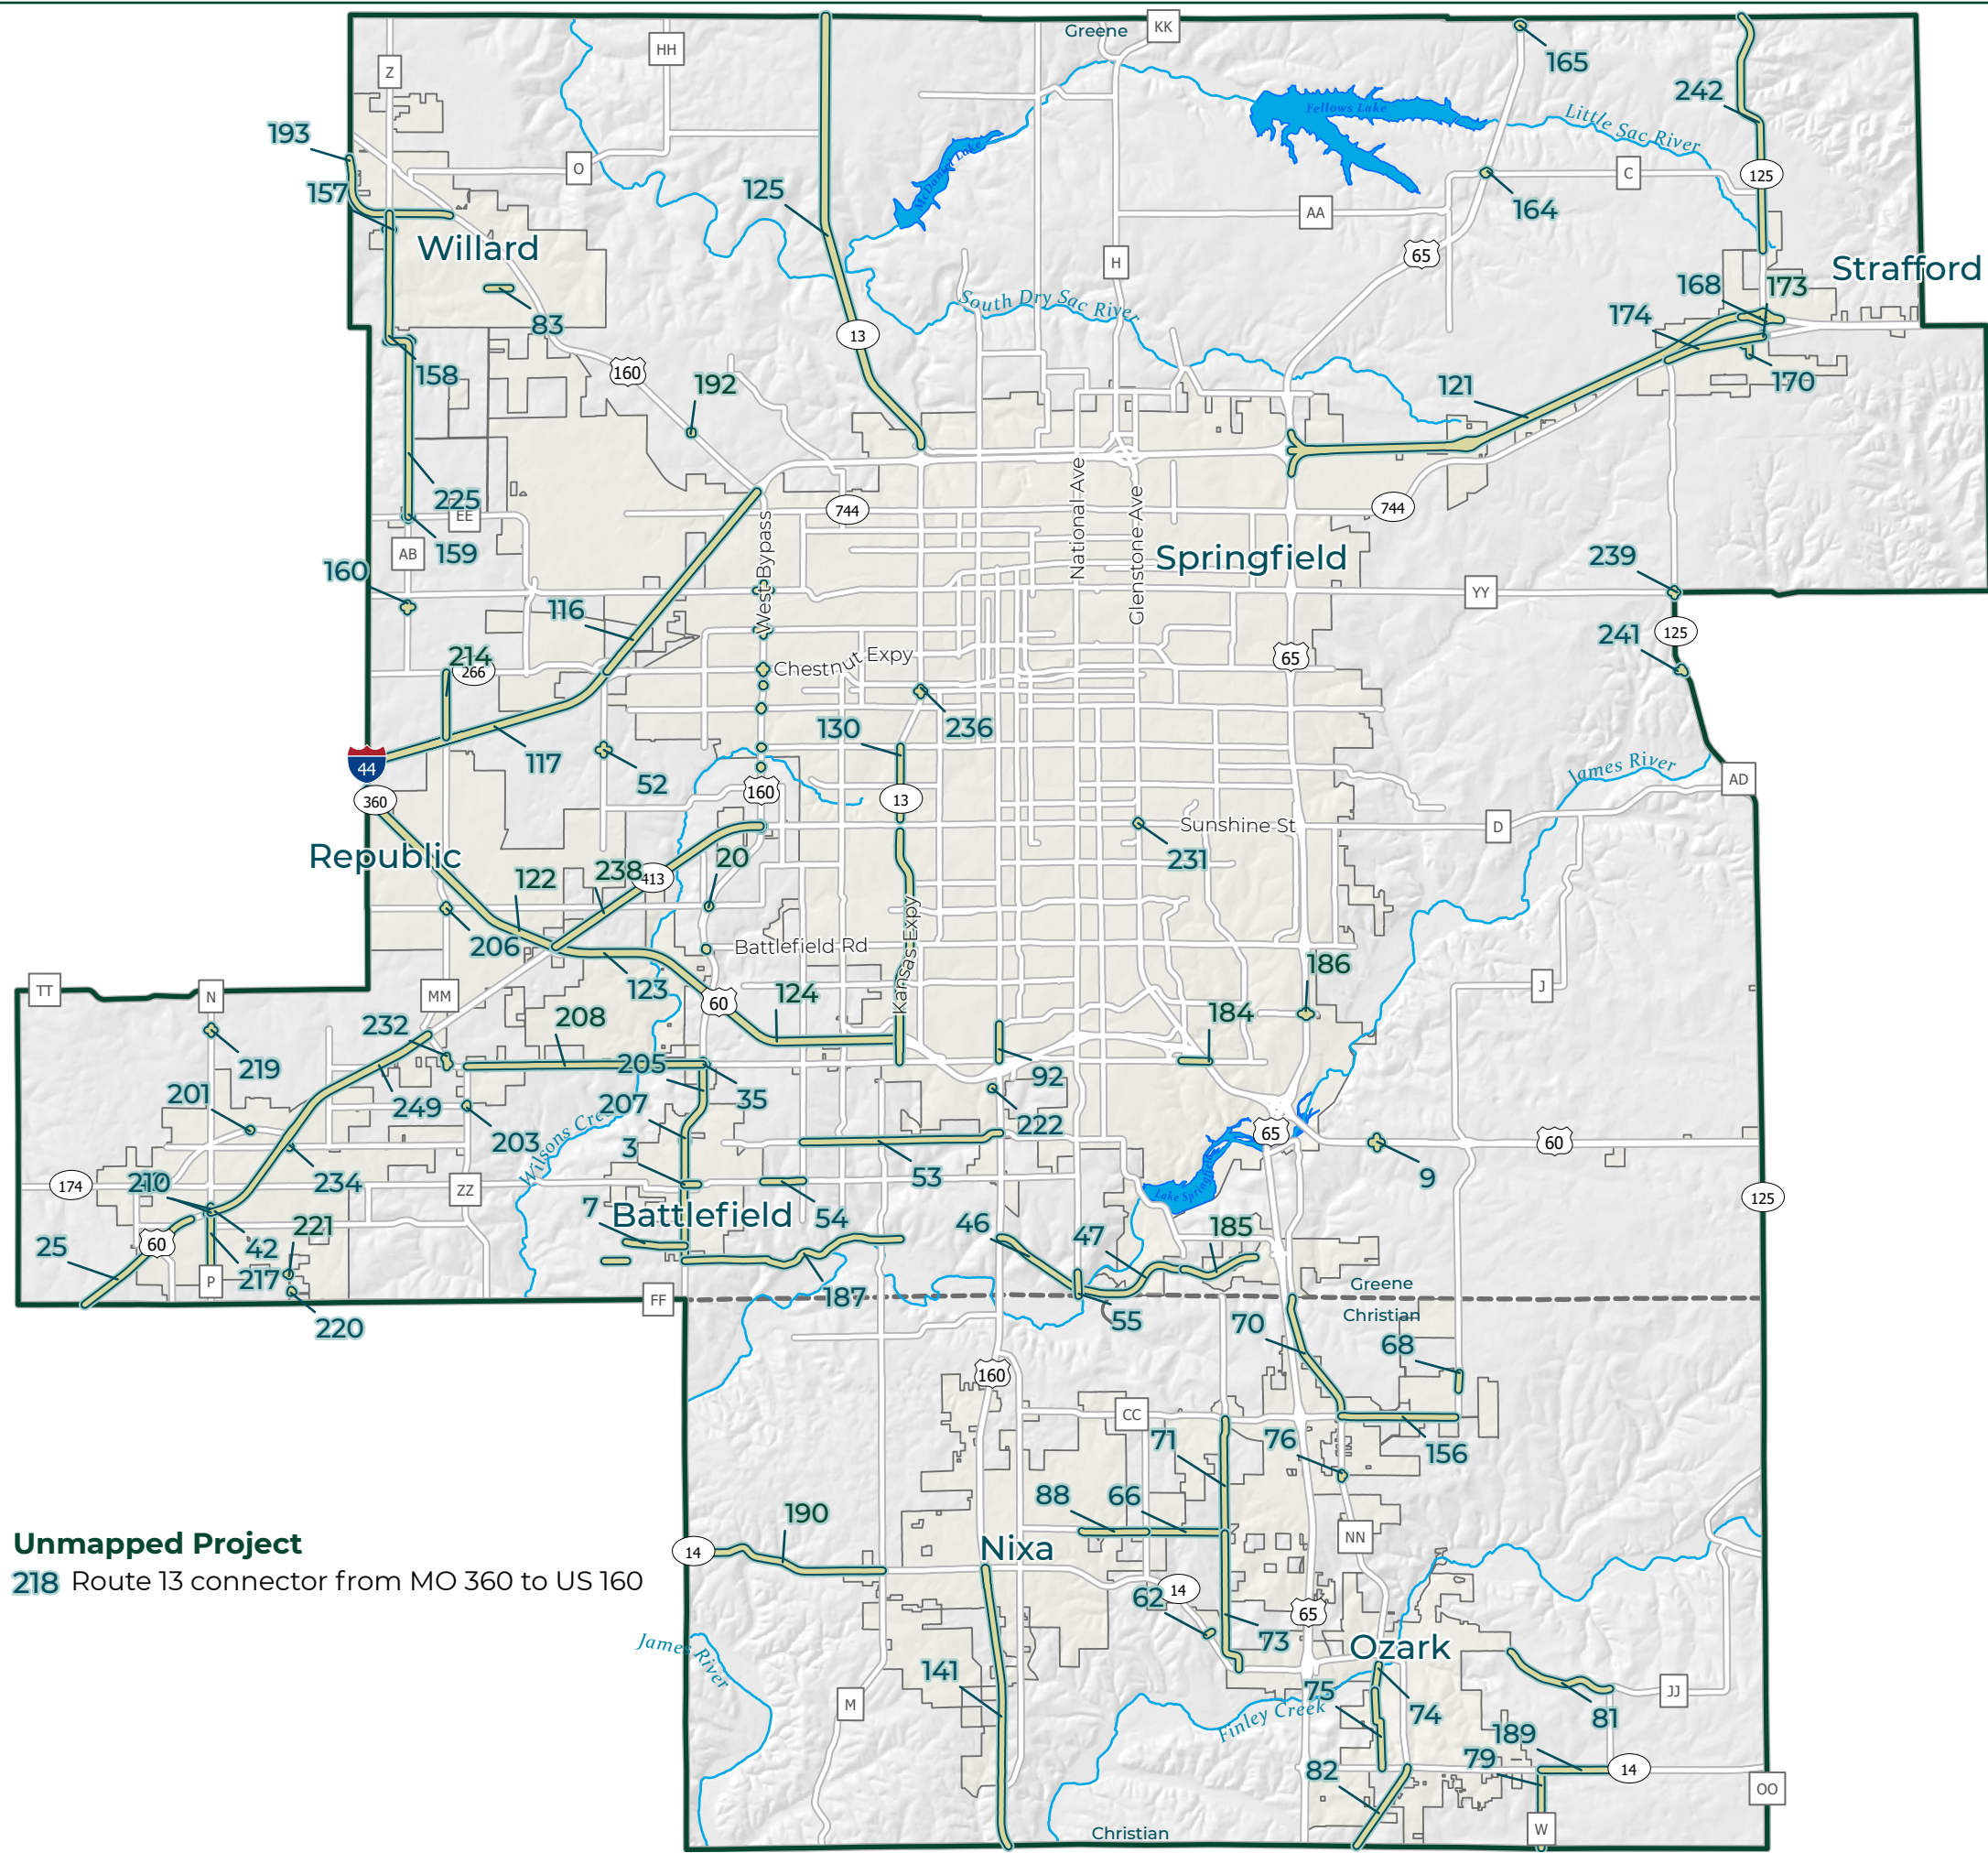 Greene
KK
HH
Z
165
242
Fellows Lake
Little Sac River
193
O
McDaniel Lake
C
125
157
125
164
AA
Willard
65
H
Strafford
168
173
South Dry Sac River
174
83
13
160
158
192
121
170
225
744
744
EE
159
AB
National Ave
Glenstone Ave
West Bypass
Springfield
239
160
YY
116
241
125
214
266
Chestnut Expy
65
130
236
117
52
James River
44
AD
160
360
13
Sunshine St
D
Republic
231
238
20
122
413
206
Battlefield Rd
Kansas Expy
186
123
TT
N
MM
60
124
J
208
184
232
219
205
92
201
249
207
35
222
Wilsons Creek
203
3
65
60
174
210
234
ZZ
53
9
125
Lake Springfield
7
Battlefield
54
46
47
185
25
60
42
221
217
P
187
Greene
FF
220
55
70
Christian
68
160
CC
71
76
156
88
66
190
NN
Unmapped Project
14
Nixa
218 Route 13 connector from MO 360 to US 160
62
14
65
73
Ozark
James River
141
75
JJ
M
74
81
Finley Creek
189
79
82
14
OO
W
Christian